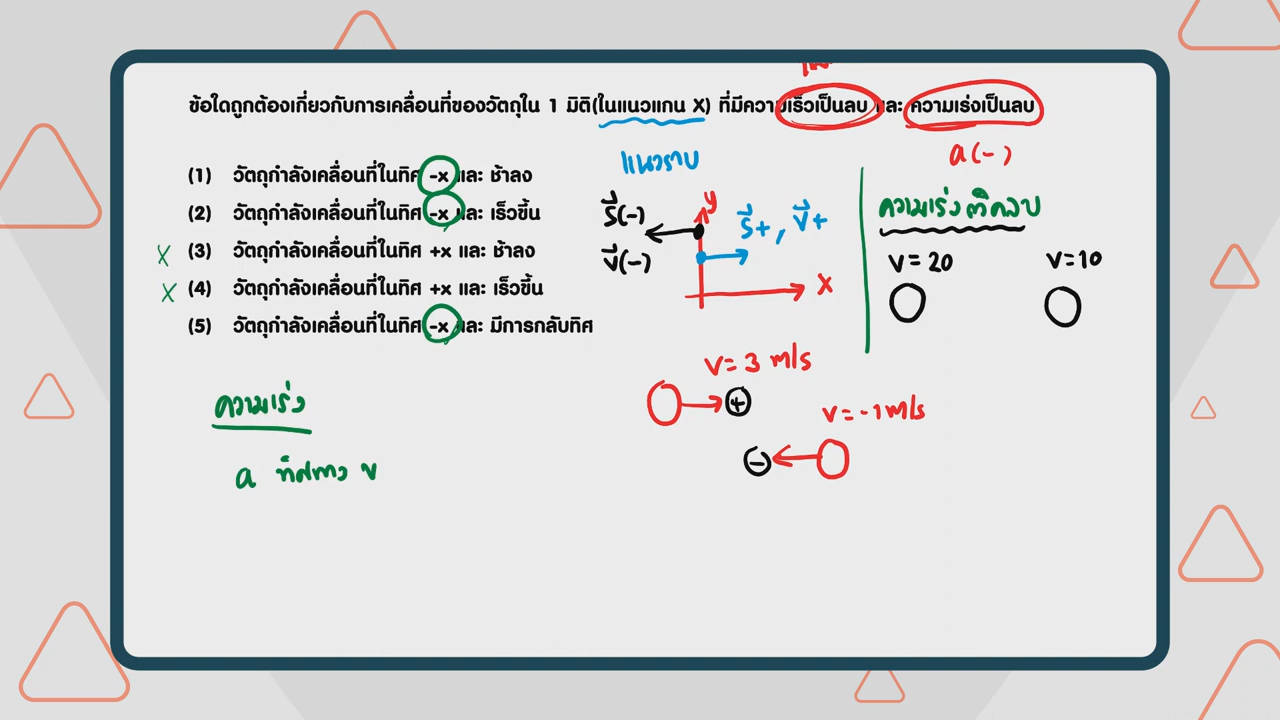 ข้อใดถูกต้องเกี่ยวกับการเคลื่อนที่ของวัตถุใน 1 มิติ(ในแนวแกน X) ที่มีความเร็วเป็นลบ และ ความเร่งเป็นลบ
a (-)
(1) วัตถุกำลังเคลื่อนที่ในทิศ -x และ ช้าลง
(2) วัตถุกำลังเคลื่อนที่ในทิศ -x และ เร็วขึ้น
(3) วัตถุกำลังเคลื่อนที่ในทิศ +x และ ช้าลง
(4) วัตถุกำลังเคลื่อนที่ในทิศ +x และ เร็วขึ้น
(5) วัตถุกำลังเคลื่อนที่ในทิศ -x และ มีการกลับทิศ
X
X
แนวราบ
S(-)
V(-)
y
S+ , V+
X
ความเร่งติดลบ
V= 20
V=10
V= 3 m/s
+
V= -1 m/s
-
ความเร่ง
a ทิศทาง v